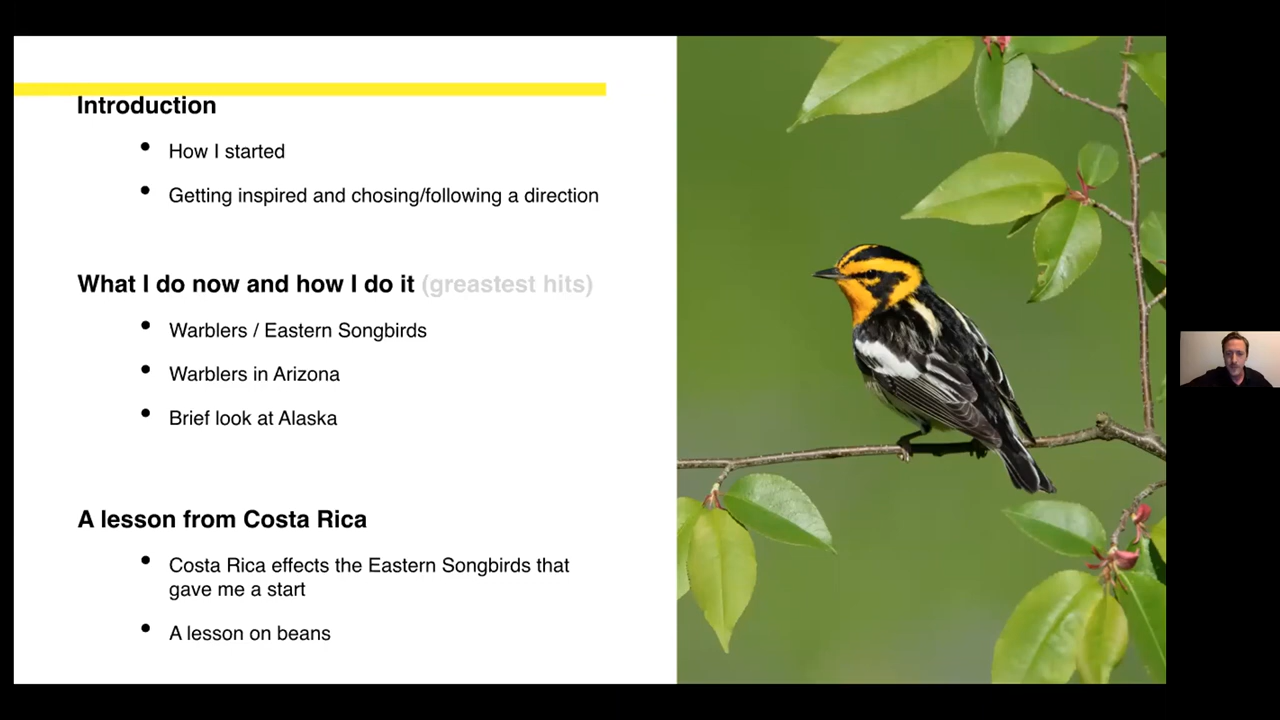 Introduction
How I started
Getting inspired and chosing/following a direction
What I do now and how I do it (greastest hits)
Warblers / Eastern Songbirds
Warblers in Arizona
Brief look at Alaska
A lesson from Costa Rica
Costa Rica effects the Eastern Songbirds that
gave me a start
A lesson on beans